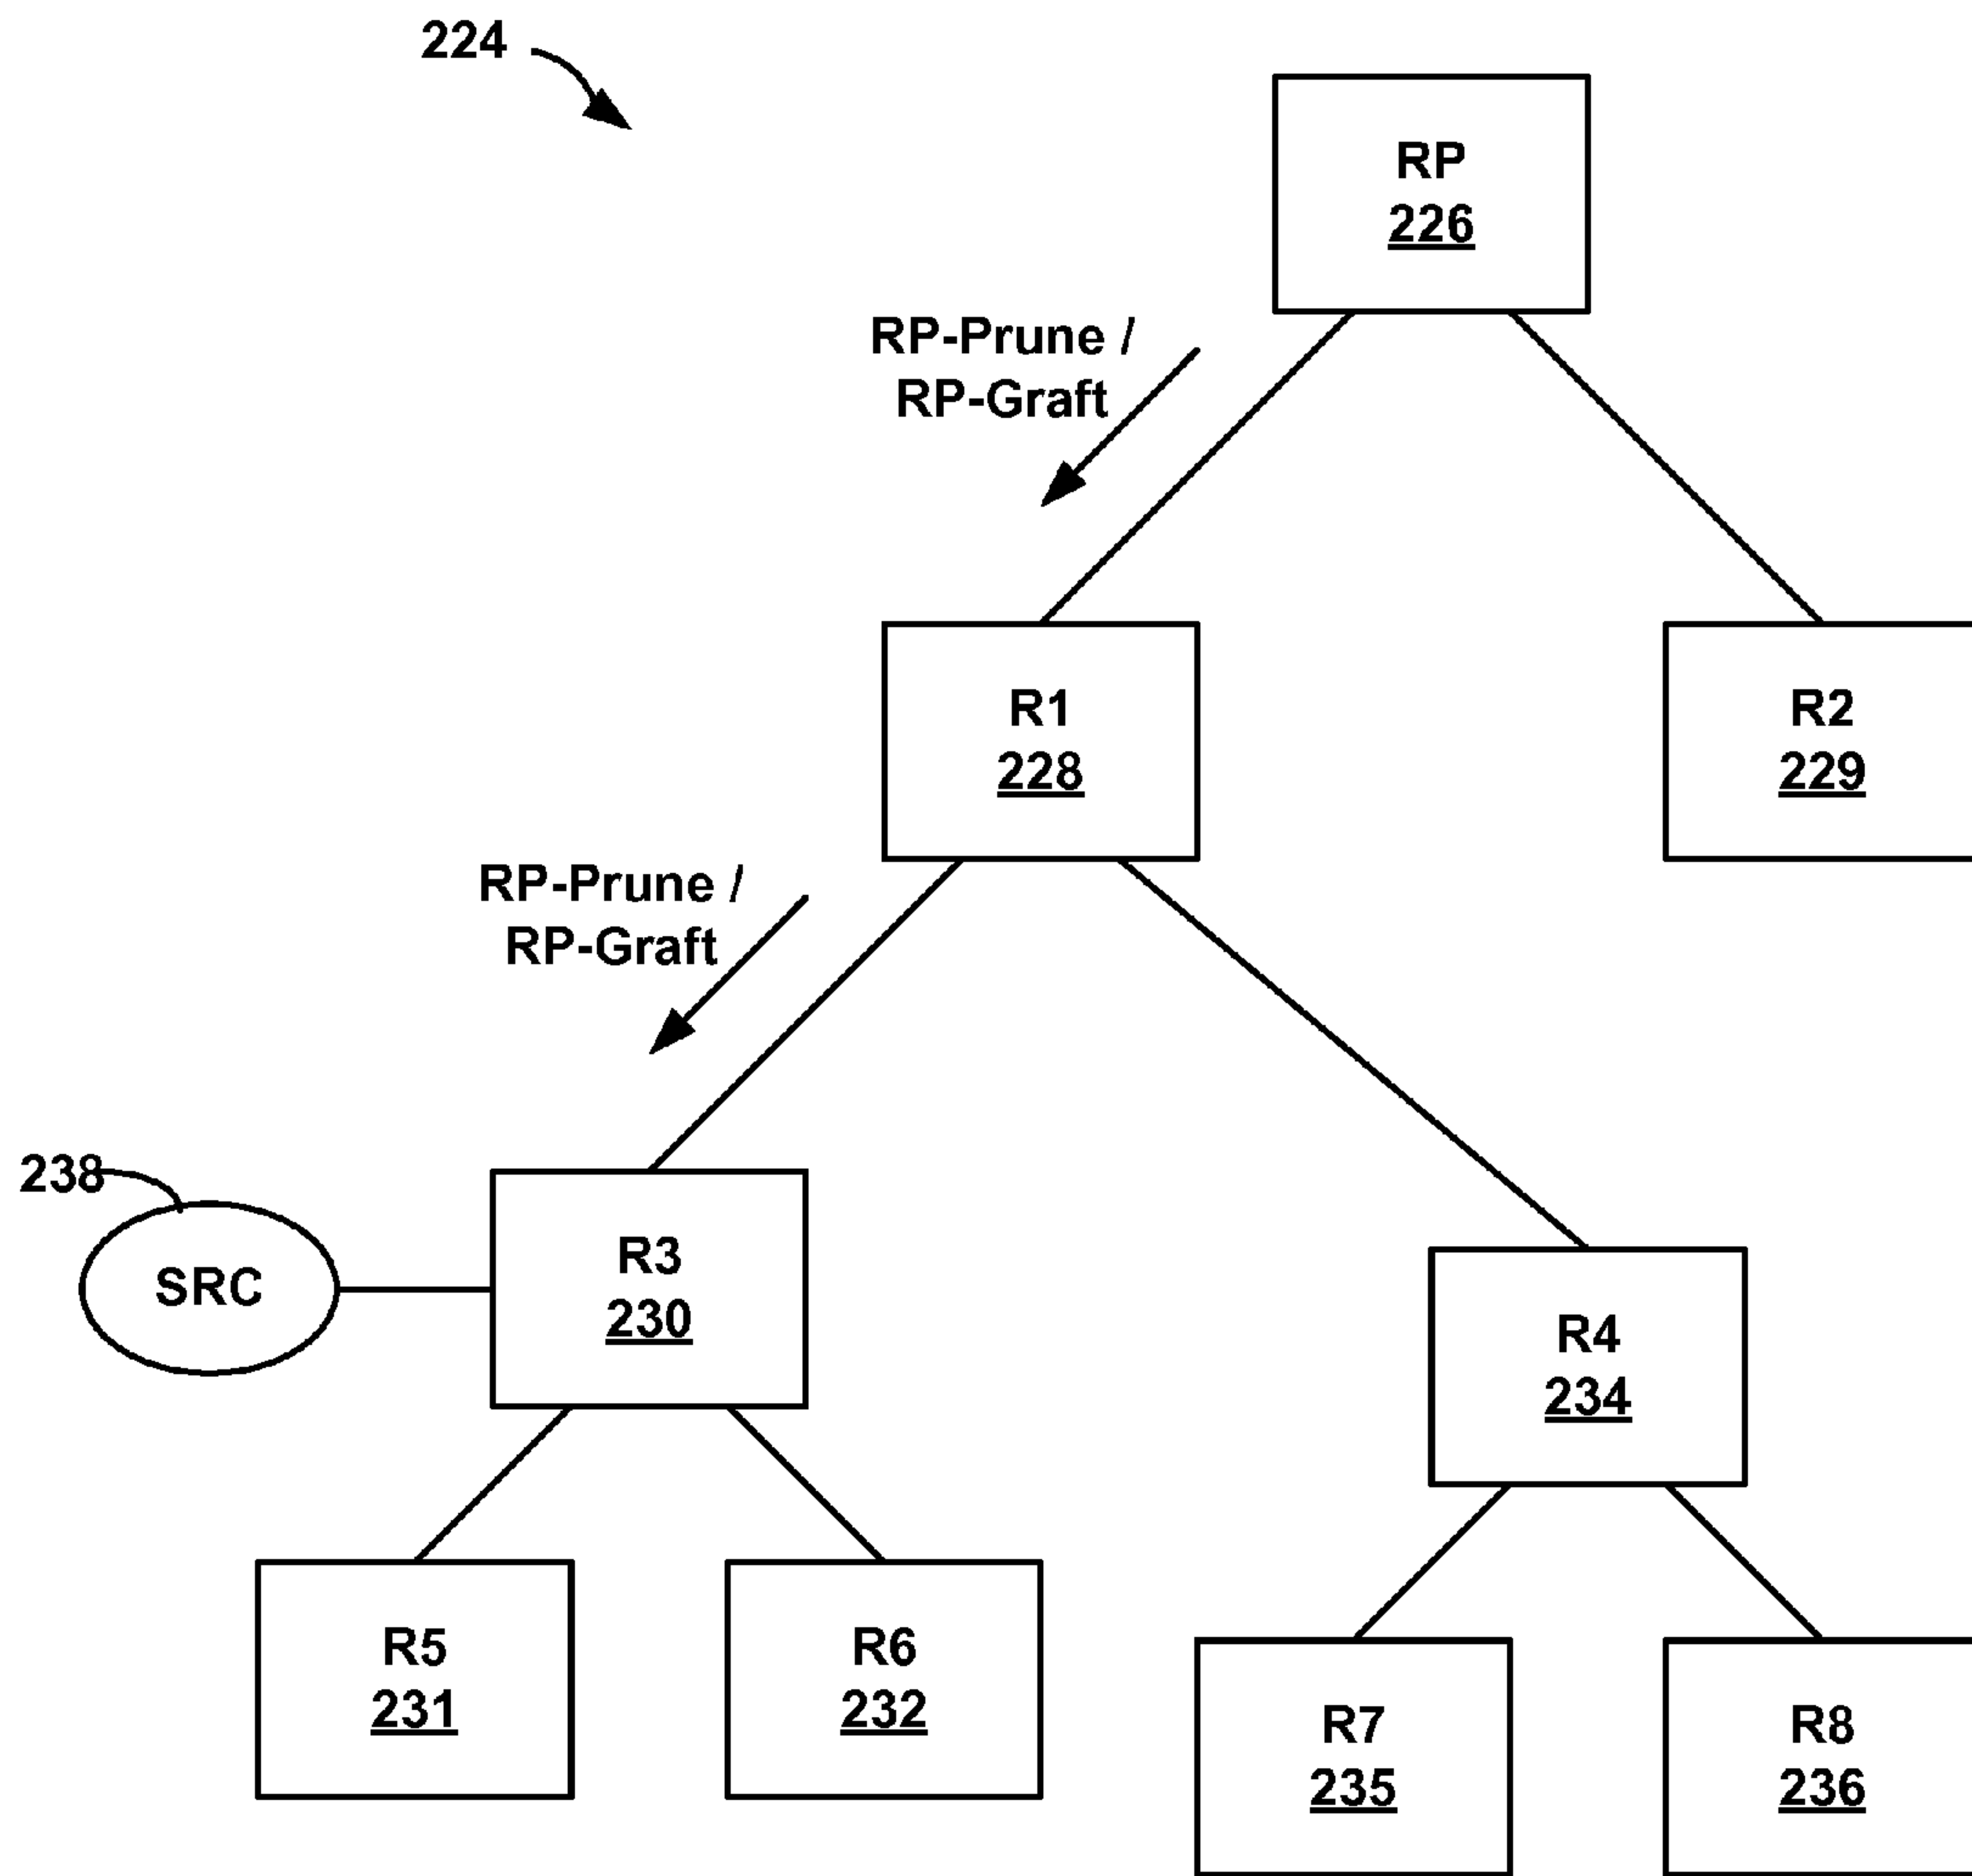 224
RP
226
RP-Prune /
RP-Graft
R1
228
R2
229
RP-Prune /
RP-Graft
238
SRC
R3
230
R4
234
R5
231
R6
232
R7
235
R8
236